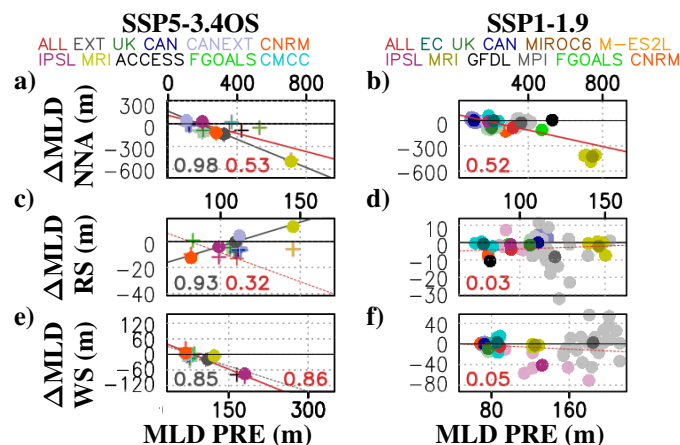 SSP5-3.4OS SSP1-1.9
ALL EXT UK CAN CANEXT CNRM ALL EC UK CAN MIROC6 M-ES2L
IPSL MRI ACCESS FGOALS CMCC IPSL MRI GFDL MPI FGOALS CNRM
a) 0 400 800 b) 0 400 800
ΔMLD NNA (m)
300
0
−300
−600
0.98 0.53
300
0
−300
−600
0.52
c) 100 150 d) 100 150
ΔMLD RS (m)
0
−20
−40
0.93 0.32
10
0
−10
−20
−30
0.03
e) f)
ΔMLD WS (m)
120
60
0
−60
−120
0.85 0.86
40
0
−40
−80
0.05
150 300 80 160
MLD PRE (m) MLD PRE (m)